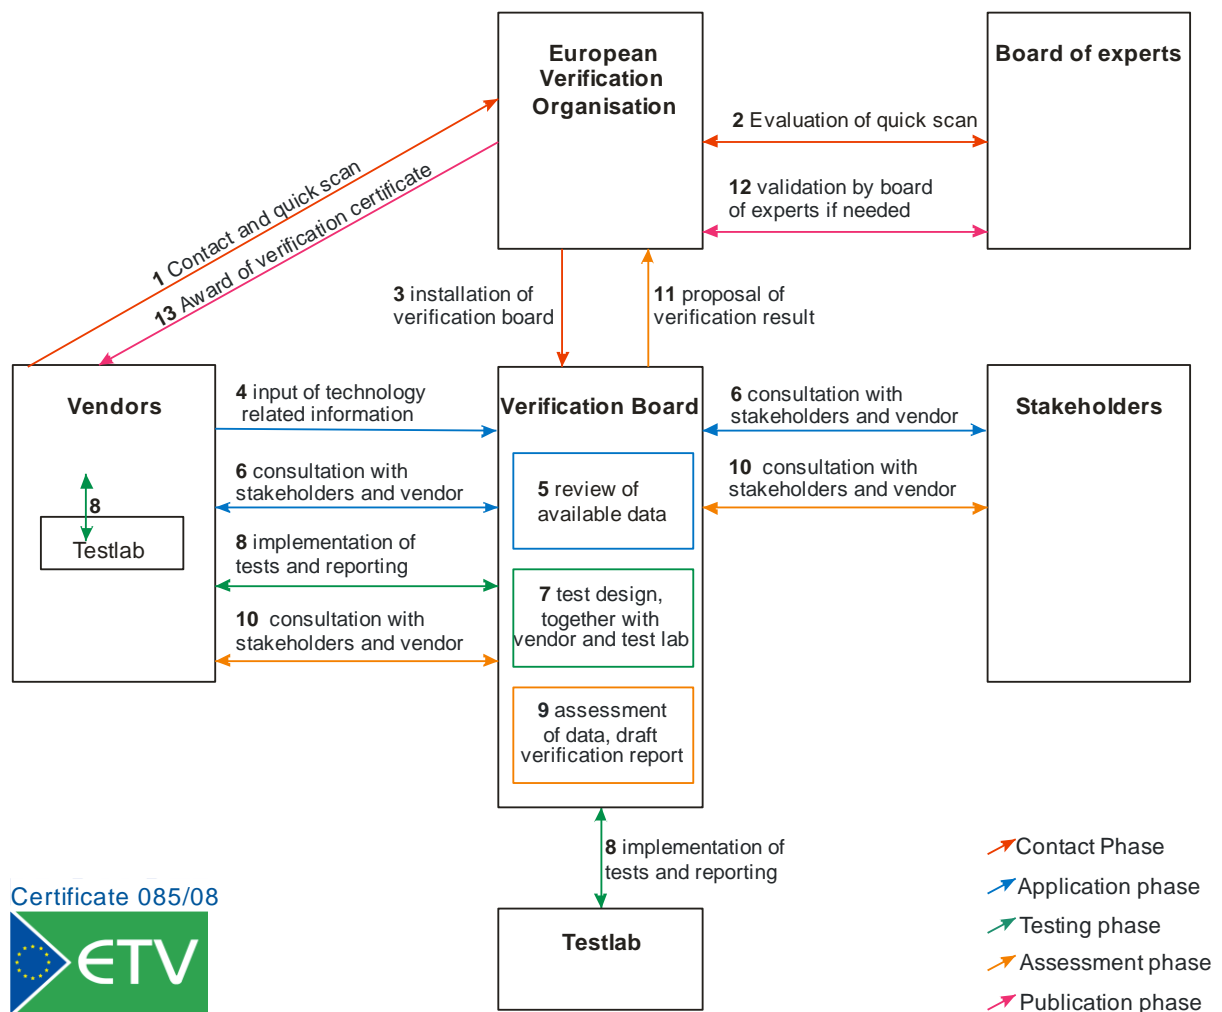 European
Verification
Organisation
Board of experts
2 Evaluation of quick scan
12 validation by board
of experts if needed
1 Contact and quick scan
13 Award of verification certificate
3 installation of
verification board
11 proposal of
verification result
Vendors
4 input of technology
related information
Verification Board
6 consultation with
stakeholders and vendor
Stakeholders
6 consultation with
stakeholders and vendor
10 consultation with
stakeholders and vendor
5 review of
available data
8
Testlab
8 implementation of
tests and reporting
7 test design,
together with
vendor and test lab
10 consultation with
stakeholders and vendor
9 assessment
of data, draft
verification report
8 implementation of
tests and reporting
Testlab
Contact Phase
Application phase
Testing phase
Assessment phase
Publication phase
Certificate 085/08
ETV